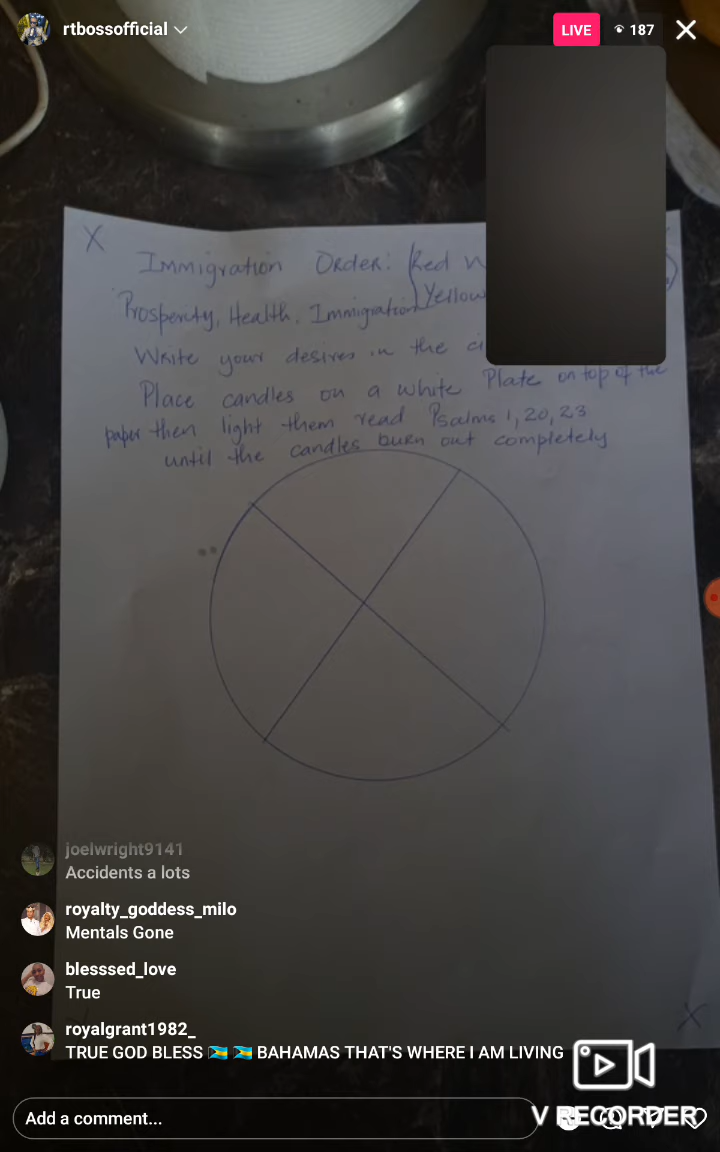 rtbossofficial
LIVE
187
X
Immigration Order: (Red
Yellow
Prosperity, Health, Immigration
Write your desires in the
Place candles on a white Plate on top of the
paper then light them read Psalms 1, 20, 23
until the candles burn out completely
joelwright9141
Accidents a lots
royalty_goddess_milo
Mentals Gone
blesssed_love
True
royalgrant1982_
TRUE GOD BLESS 🇧🇸 🇧🇸 BAHAMAS THAT'S WHERE I AM LIVING
X
Add a comment...
V RECORDER